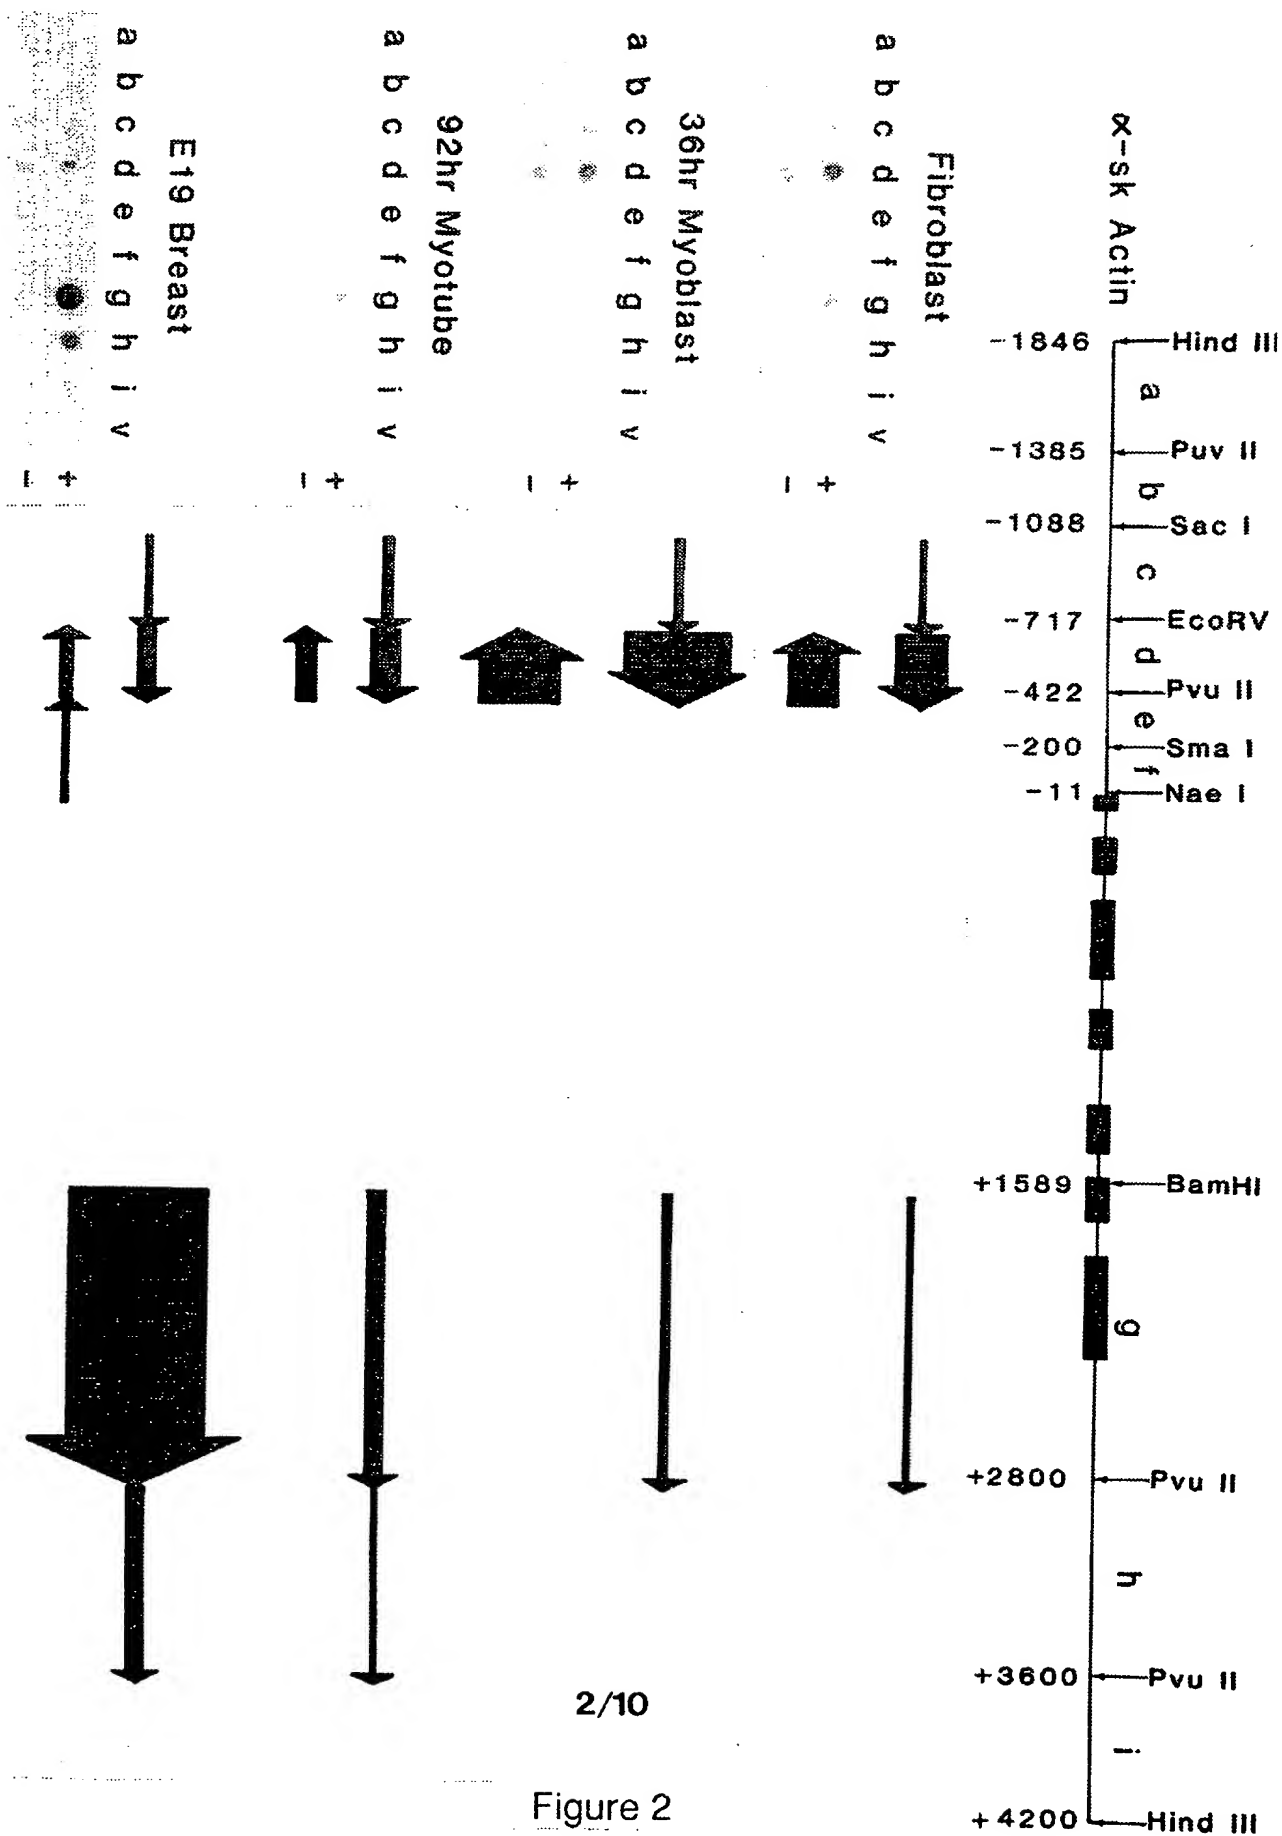 α-sk Actin
Hind III
Puv II
Sac I
EcoRV
Pvu II
Sma I
Nae I
BamHI
Pvu II
Pvu II
Hind III
a b c d e f g h i
-1846
-1385
-1088
-717
-422
-200
-11
+1589
+2800
+3600
+4200
Fibroblast
a b c d e f g h i v
+
-
36hr Myoblast
a b c d e f g h i v
+
-
92hr Myotube
a b c d e f g h i v
+
-
E19 Breast
a b c d e f g h i v
+
-
2/10
Figure 2